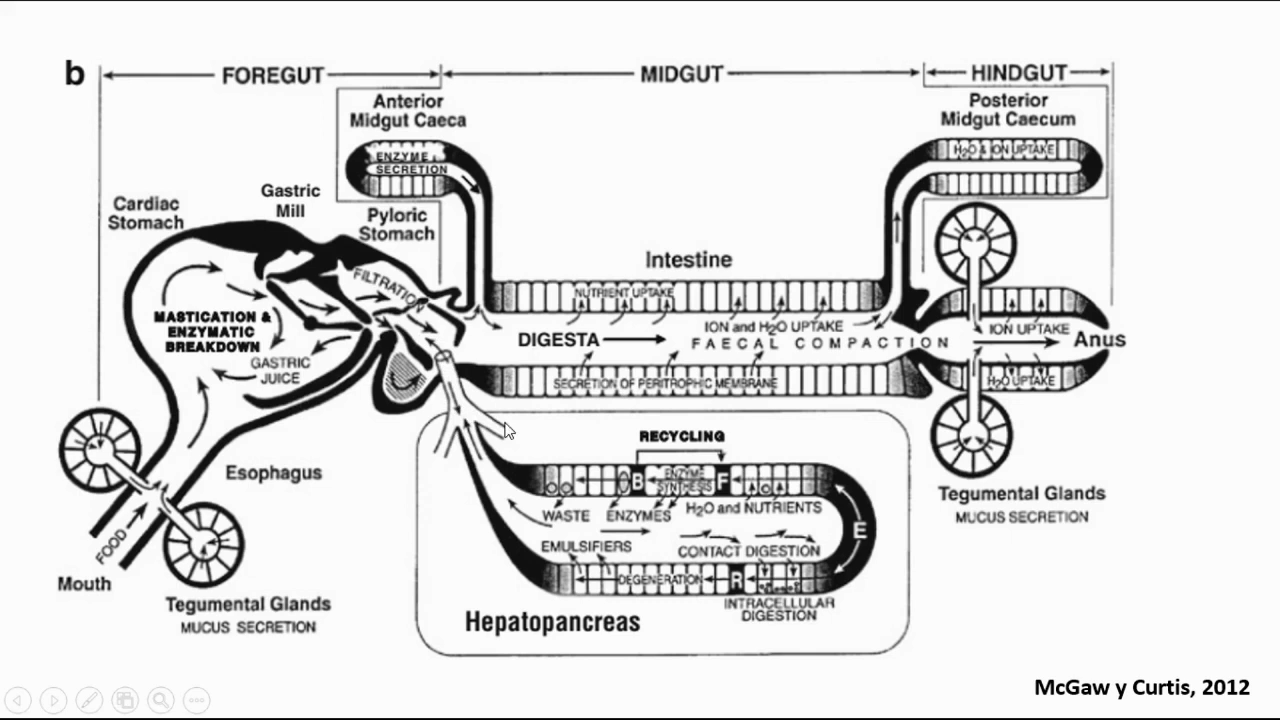 b
FOREGUT
MIDGUT
HINDGUT
Anterior
Midgut Caeca
Posterior
Midgut Caecum
ENZYME
SECRETION
H₂O & ION UPTAKE
Cardiac
Stomach
Gastric
Mill
Pyloric
Stomach
FILTRATION
Intestine
NUTRIENT UPTAKE
MASTICATION &
ENZYMATIC
BREAKDOWN
GASTRIC
JUICE
DIGESTA
ION and H₂O UPTAKE
FAECAL COMPACTION
ION UPTAKE
Anus
SECRETION OF PERITROPHIC MEMBRANE
H₂O UPTAKE
Esophagus
FOOD
Mouth
Tegumental Glands
MUCUS SECRETION
RECYCLING
B
ENZYME
SYNTHESIS
F
WASTE
ENZYMES
H₂O and NUTRIENTS
E
EMULSIFIERS
CONTACT DIGESTION
DEGENERATION
R
INTRACELLULAR
DIGESTION
Hepatopancreas
Tegumental Glands
MUCUS SECRETION
McGaw y Curtis, 2012